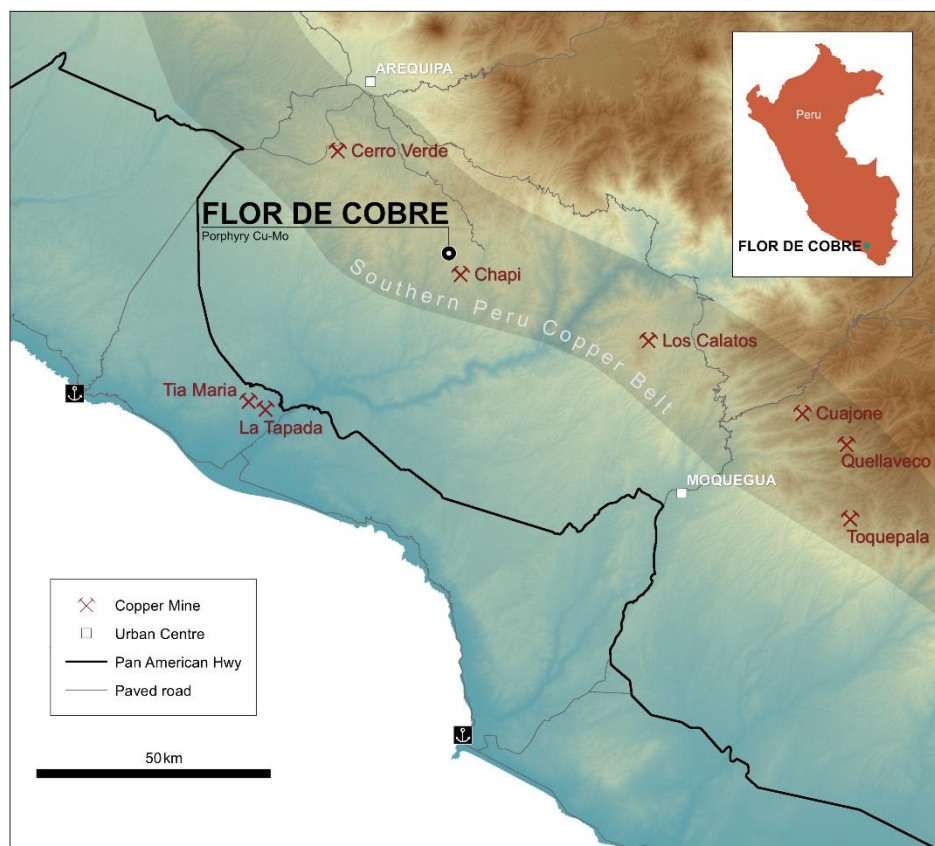 AREQUIPA
Cerro Verde
FLOR DE COBRE
Porphyry Cu-Mo
Chapi
Southern Peru Copper Belt
Los Calatos
Tia Maria
La Tapada
Cuajone
Quellaveco
MOQUEGUA
Toquepala
Peru
FLOR DE COBRE
Copper Mine
Urban Centre
Pan American Hwy
Paved road
50km